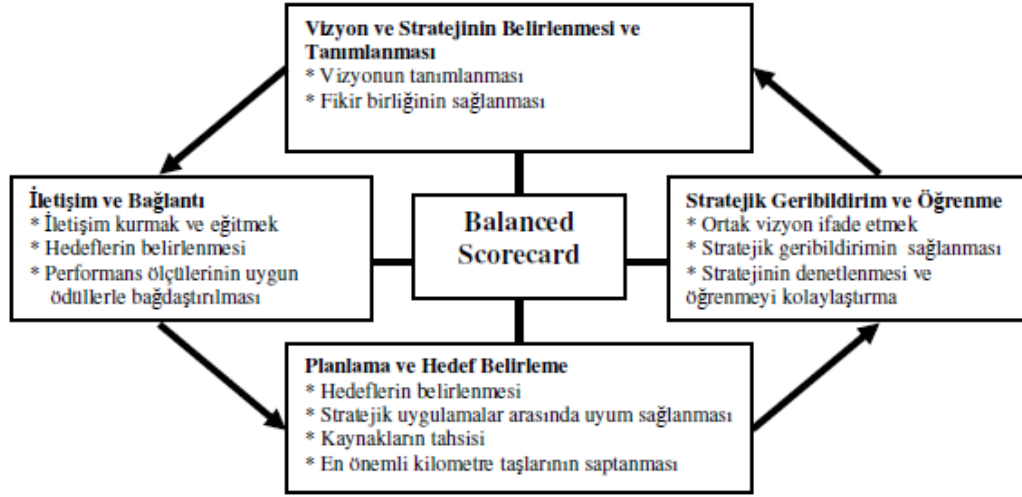 Vizyon ve Stratejinin Belirlenmesi ve
Tanımlanması
* Vizyonun tanımlanması
* Fikir birliğinin sağlanması
İletişim ve Bağlantı
* İletişim kurmak ve eğitmek
* Hedeflerin belirlenmesi
* Performans ölçülerinin uygun
ödüllerle bağdaştırılması
Balanced
Scorecard
Stratejik Geribildirim ve Öğrenme
* Ortak vizyon ifade etmek
* Stratejik geribildirimin sağlanması
* Stratejinin denetlenmesi ve
öğrenmeyi kolaylaştırma
Planlama ve Hedef Belirleme
* Hedeflerin belirlenmesi
* Stratejik uygulamalar arasında uyum sağlanması
* Kaynakların tahsisi
* En önemli kilometre taşlarının saptanması